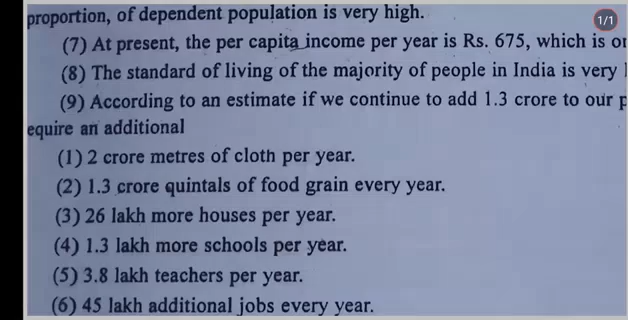 proportion, of dependent population is very high.
1/1
(7) At present, the per capita income per year is Rs. 675, which is
(8) The standard of living of the majority of people in India is very
(9) According to an estimate if we continue to add 1.3 crore to our
equire an additional
(1) 2 crore metres of cloth per year.
(2) 1.3 crore quintals of food grain every year.
(3) 26 lakh more houses per year.
(4) 1.3 lakh more schools per year.
(5) 3.8 lakh teachers per year.
(6) 45 lakh additional jobs every year.